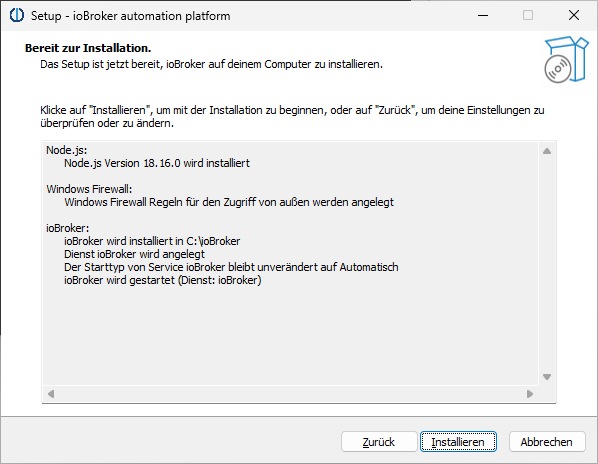 Setup - ioBroker automation platform
Bereit zur Installation.
Das Setup ist jetzt bereit, ioBroker auf deinem Computer zu installieren.
Klicke auf "Installieren", um mit der Installation zu beginnen, oder auf "Zurück", um deine Einstellungen zu
überprüfen oder zu ändern.
Node.js:
Node.js Version 18.16.0 wird installiert
Windows Firewall:
Windows Firewall Regeln für den Zugriff von außen werden angelegt
ioBroker:
ioBroker wird installiert in C:\ioBroker
Dienst ioBroker wird angelegt
Der Starttyp von Service ioBroker bleibt unverändert auf Automatisch
ioBroker wird gestartet (Dienst: ioBroker)
Zurück Installieren Abbrechen